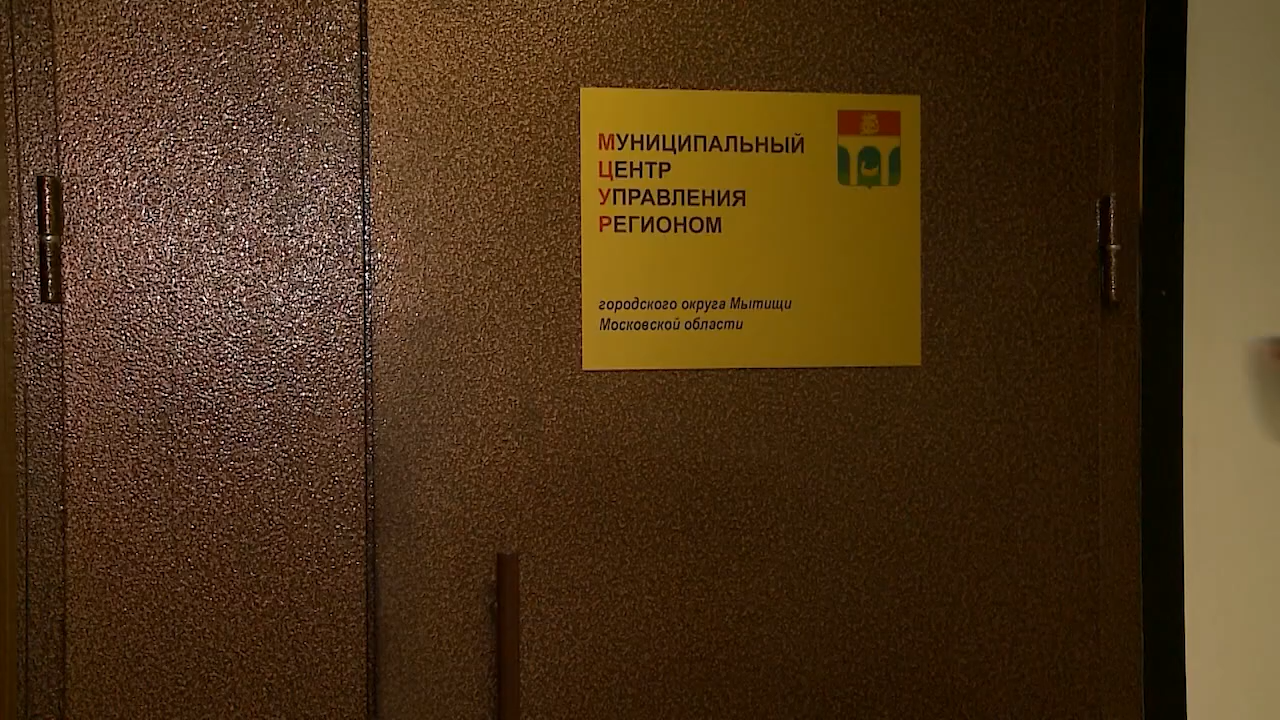 МУНИЦИПАЛЬНЫЙ
ЦЕНТР
УПРАВЛЕНИЯ
РЕГИОНОМ
городского округа Мытищи
Московской области